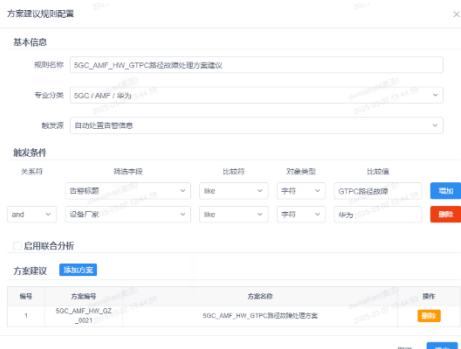 方案建议规则配置
基本信息
规则名称 5GC_AMF_HW_GTPC路径故障处理方案建议
专业分类 5GC / AMF / 华为
触发源 自动处置告警信息
触发条件
关系符 筛选字段 比较符 对象类型 比较值
告警标题 like 字符 GTPC路径故障 增加
and 设备厂家 like 字符 华为 删除
启用联合分析
方案建议 添加方案
编号 方案编号 方案名称 操作
1 5GC_AMF_HW_GZ_0021 5GC_AMF_HW_GTPC路径故障处理方案 删除